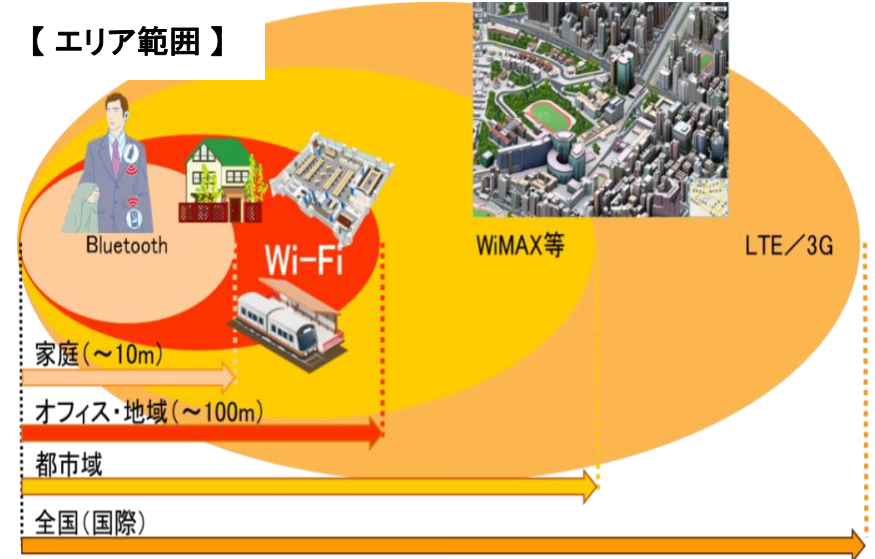 【 エリア範囲 】
Bluetooth
Wi-Fi
WiMAX等
LTE／3G
家庭(～10m)
オフィス・地域(～100m)
都市域
全国(国際)